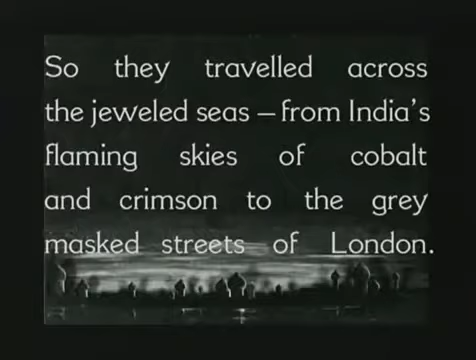 So they travelled across
the jeweled seas – from India's
flaming skies of cobalt
and crimson to the grey
masked streets of London.